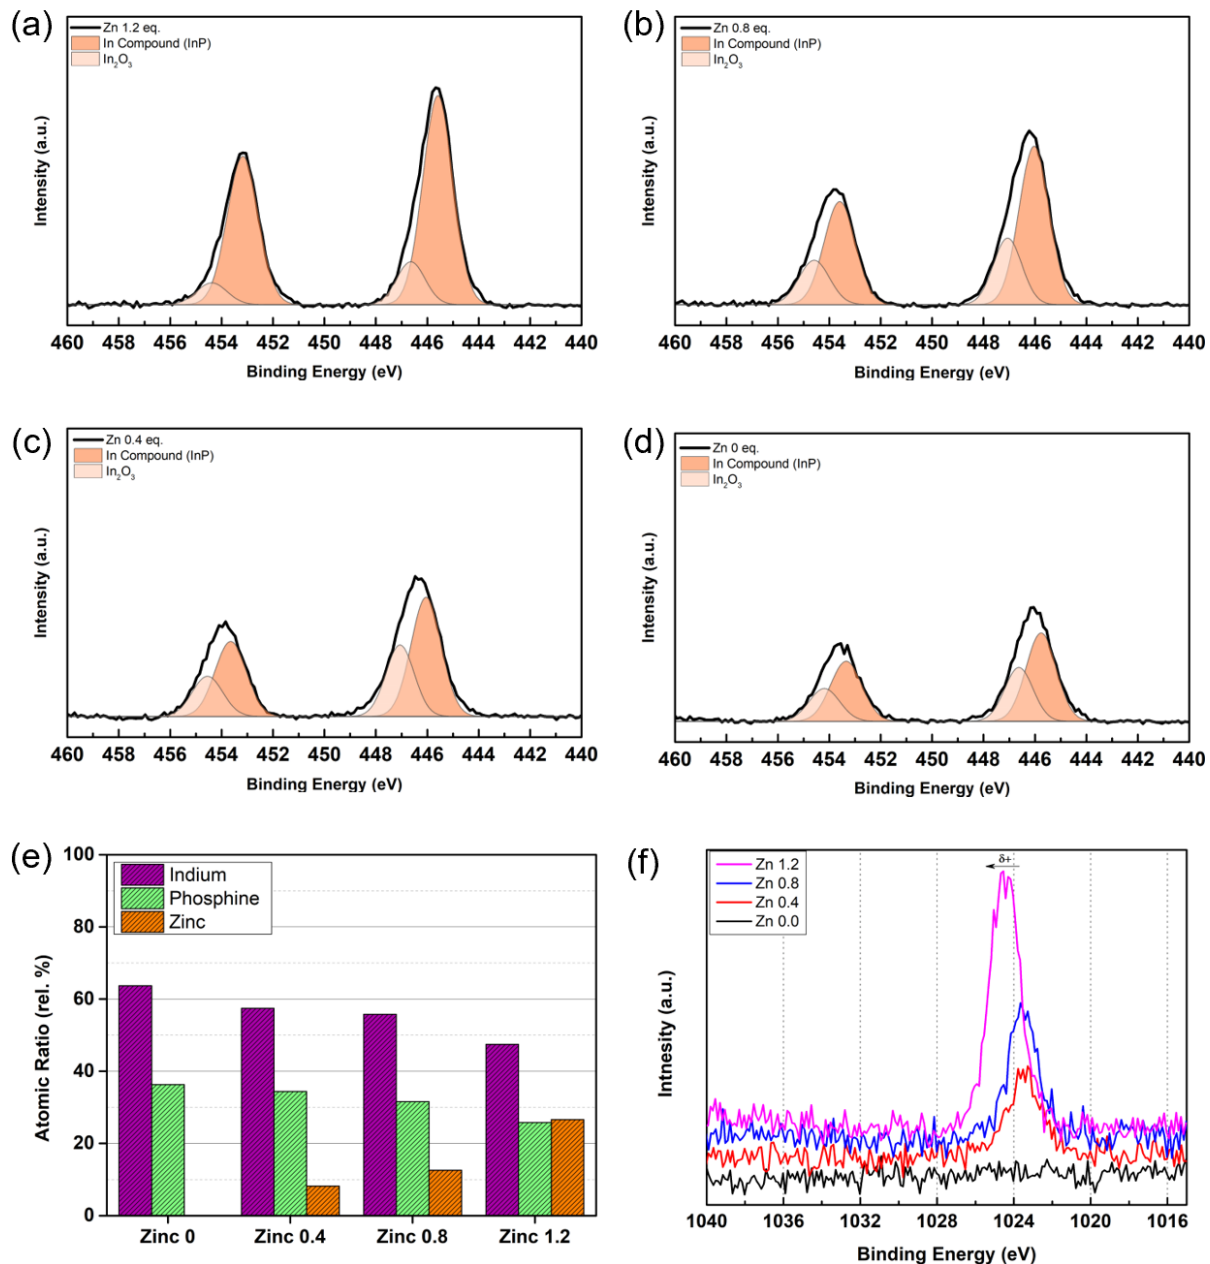 (a)
Zn 1.2 eq.
In Compound (InP)
In₂O₃
Intensity (a.u.)
460 458 456 454 452 450 448 446 444 442 440
Binding Energy (eV)
(b)
Zn 0.8 eq.
In Compound (InP)
In₂O₃
Intensity (a.u.)
460 458 456 454 452 450 448 446 444 442 440
Binding Energy (eV)
(c)
Zn 0.4 eq.
In Compound (InP)
In₂O₃
Intensity (a.u.)
460 458 456 454 452 450 448 446 444 442 440
Binding Energy (eV)
(d)
Zn 0 eq.
In Compound (InP)
In₂O₃
Intensity (a.u.)
460 458 456 454 452 450 448 446 444 442 440
Binding Energy (eV)
(e)
Indium
Phosphine
Zinc
Atomic Ratio (rel. %)
100
80
60
40
20
0
Zinc 0 Zinc 0.4 Zinc 0.8 Zinc 1.2
(f)
Zn 1.2
Zn 0.8
Zn 0.4
Zn 0.0
δ+
Intnesity (a.u.)
1040 1036 1032 1028 1024 1020 1016
Binding Energy (eV)